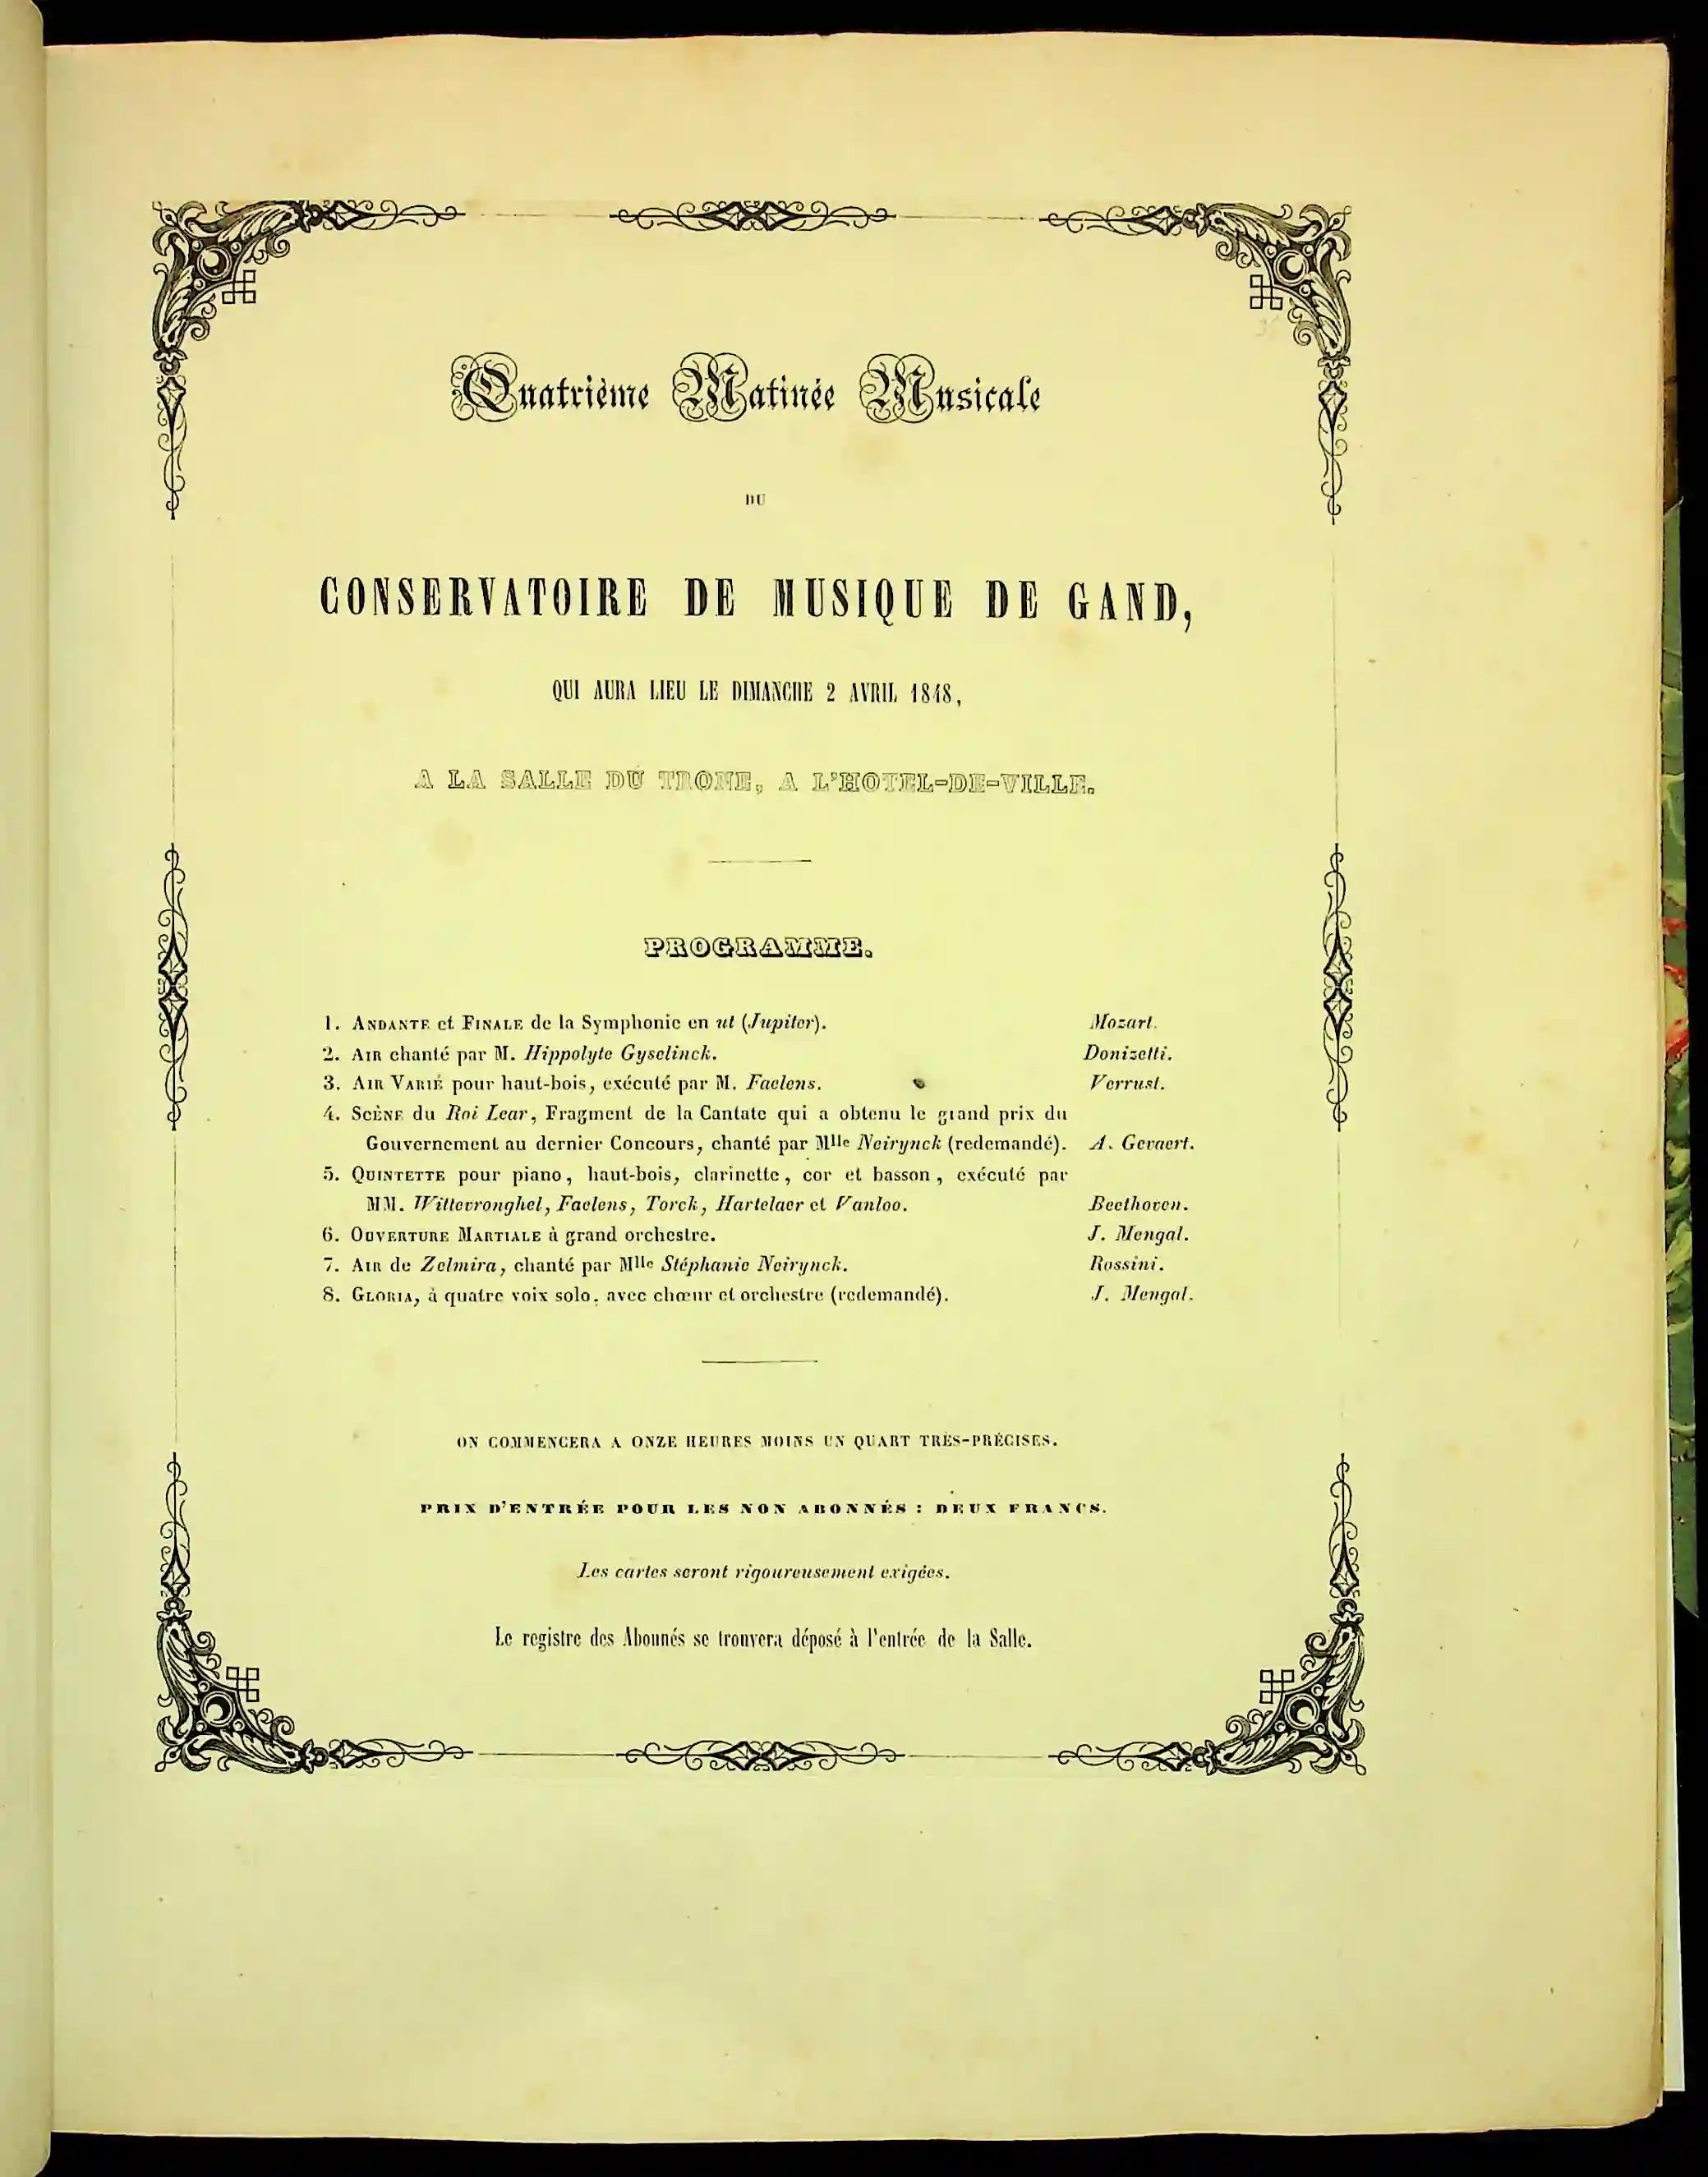 Quatrième Matinée Musicale
DU
CONSERVATOIRE DE MUSIQUE DE GAND,
QUI AURA LIEU LE DIMANCHE 2 AVRIL 1848,
A LA SALLE DU TRONE, A L'HOTEL-DE-VILLE.
PROGRAMME.
1. ANDANTE et FINALE de la Symphonie en ut (Jupiter). Mozart.
2. AIR chanté par M. Hippolyte Gyselinck. Donizetti.
3. AIR VARIÉ pour haut-bois, exécuté par M. Faelens. Verrust.
4. SCÈNE du Roi Lear, Fragment de la Cantate qui a obtenu le grand prix du
Gouvernement au dernier Concours, chanté par Mlle Neirynck (redemandé). A. Gevaert.
5. QUINTETTE pour piano, haut-bois, clarinette, cor et basson, exécuté par
MM. Wittevronghel, Faelens, Torck, Hartelaer et Vanloo. Beethoven.
6. OUVERTURE MARTIALE à grand orchestre. J. Mengal.
7. AIR de Zelmira, chanté par Mlle Stéphanie Neirynck. Rossini.
8. GLORIA, à quatre voix solo, avec chœur et orchestre (redemandé). J. Mengal.
ON COMMENCERA A ONZE HEURES MOINS UN QUART TRÈS-PRÉCISES.
PRIX D'ENTRÉE POUR LES NON ABONNÉS : DEUX FRANCS.
Les cartes seront rigoureusement exigées.
Le registre des Abonnés se trouvera déposé à l'entrée de la Salle.